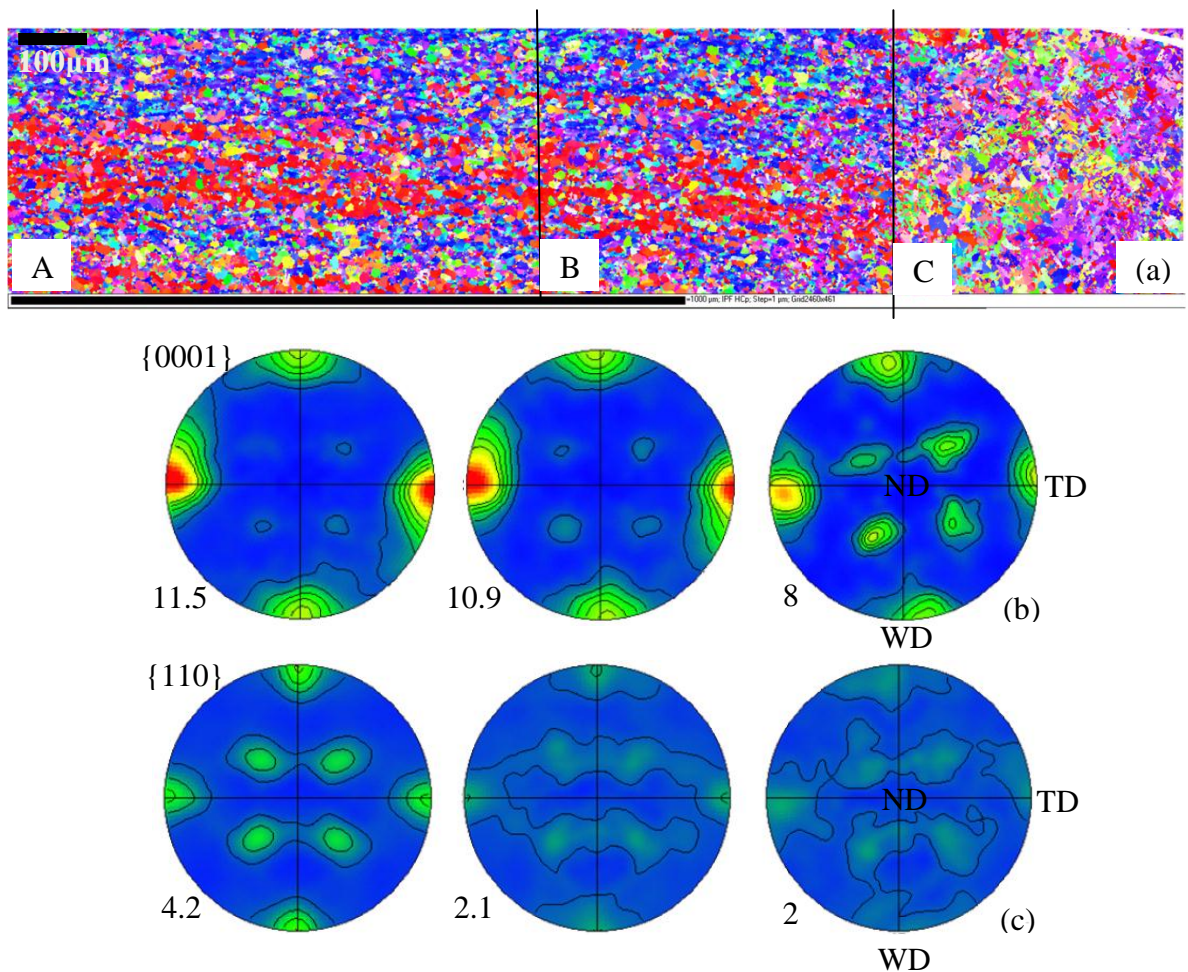 100µm
A B C (a)
=1000 µm; IPF HCp; Step=1 µm; Grid2460x461
{0001}
ND TD
11.5 10.9 8 (b)
WD
{110}
ND TD
4.2 2.1 2 (c)
WD